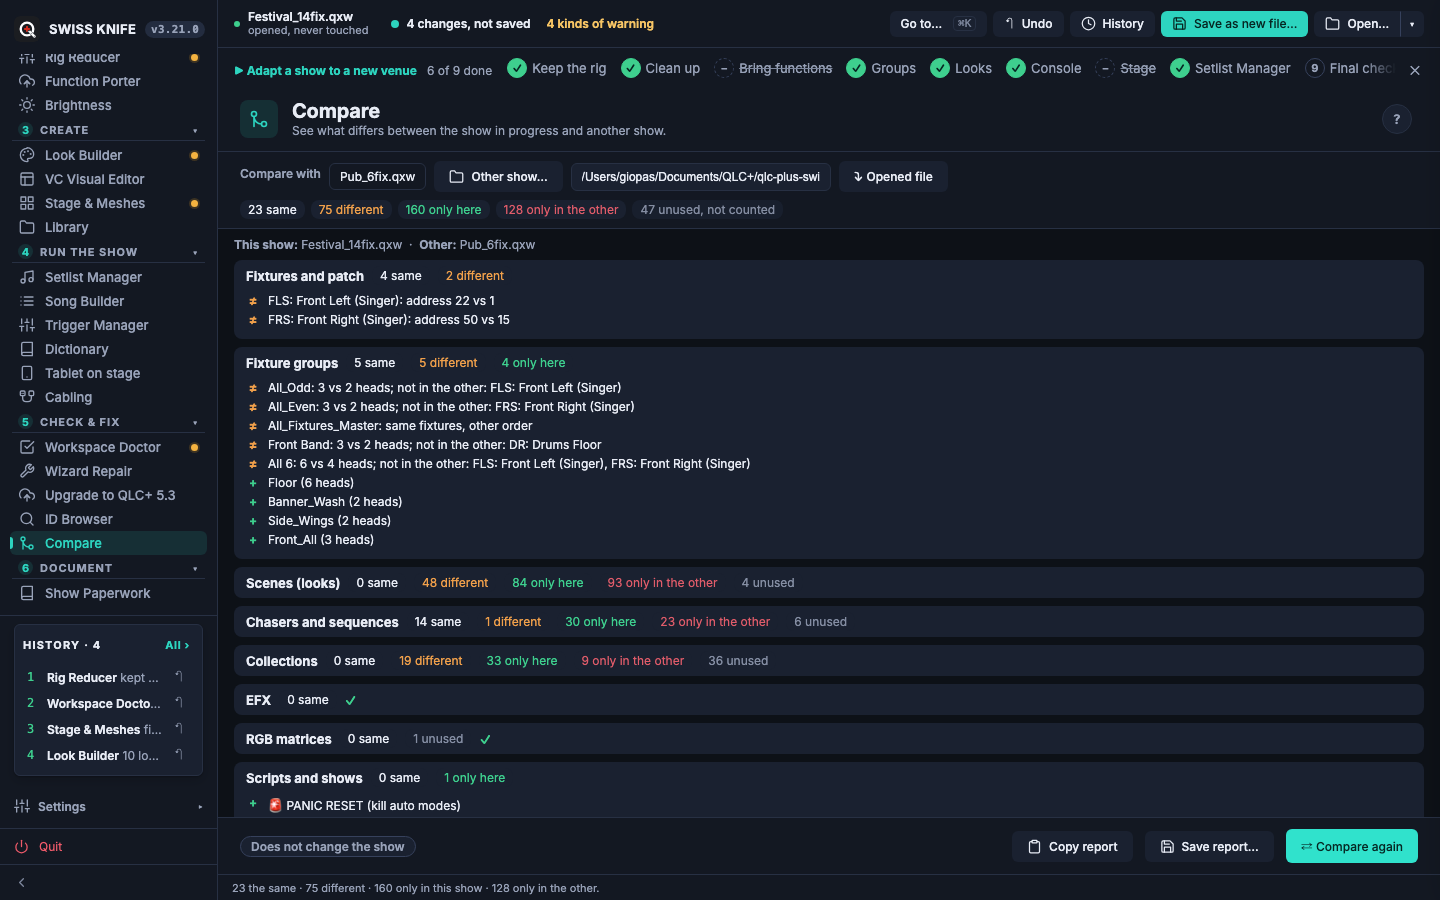 SWISS KNIFE v3.21.0
Rig Reducer
Function Porter
Brightness
3 CREATE
Look Builder
VC Visual Editor
Stage & Meshes
Library
4 RUN THE SHOW
Setlist Manager
Song Builder
Trigger Manager
Dictionary
Tablet on stage
Cabling
5 CHECK & FIX
Workspace Doctor
Wizard Repair
Upgrade to QLC+ 5.3
ID Browser
Compare
6 DOCUMENT
Show Paperwork
HISTORY · 4 All ›
1 Rig Reducer kept ...
2 Workspace Docto...
3 Stage & Meshes fi...
4 Look Builder 10 lo...
Settings
Quit
Festival_14fix.qxw
opened, never touched
4 changes, not saved
4 kinds of warning
Go to... ⌘K
Undo
History
Save as new file...
Open...
Adapt a show to a new venue 6 of 9 done
Keep the rig
Clean up
Bring functions
Groups
Looks
Console
Stage
Setlist Manager
9 Final chec
Compare
See what differs between the show in progress and another show.
?
Compare with Pub_6fix.qxw Other show... /Users/giopas/Documents/QLC+/qlc-plus-swi Opened file
23 same 75 different 160 only here 128 only in the other 47 unused, not counted
This show: Festival_14fix.qxw · Other: Pub_6fix.qxw
Fixtures and patch 4 same 2 different
≠ FLS: Front Left (Singer): address 22 vs 1
≠ FRS: Front Right (Singer): address 50 vs 15
Fixture groups 5 same 5 different 4 only here
≠ All_Odd: 3 vs 2 heads; not in the other: FLS: Front Left (Singer)
≠ All_Even: 3 vs 2 heads; not in the other: FRS: Front Right (Singer)
≠ All_Fixtures_Master: same fixtures, other order
≠ Front Band: 3 vs 2 heads; not in the other: DR: Drums Floor
≠ All 6: 6 vs 4 heads; not in the other: FLS: Front Left (Singer), FRS: Front Right (Singer)
+ Floor (6 heads)
+ Banner_Wash (2 heads)
+ Side_Wings (2 heads)
+ Front_All (3 heads)
Scenes (looks) 0 same 48 different 84 only here 93 only in the other 4 unused
Chasers and sequences 14 same 1 different 30 only here 23 only in the other 6 unused
Collections 0 same 19 different 33 only here 9 only in the other 36 unused
EFX 0 same ✓
RGB matrices 0 same 1 unused ✓
Scripts and shows 0 same 1 only here
+ 🚨 PANIC RESET (kill auto modes)
Does not change the show
Copy report
Save report...
⇄ Compare again
23 the same · 75 different · 160 only in this show · 128 only in the other.